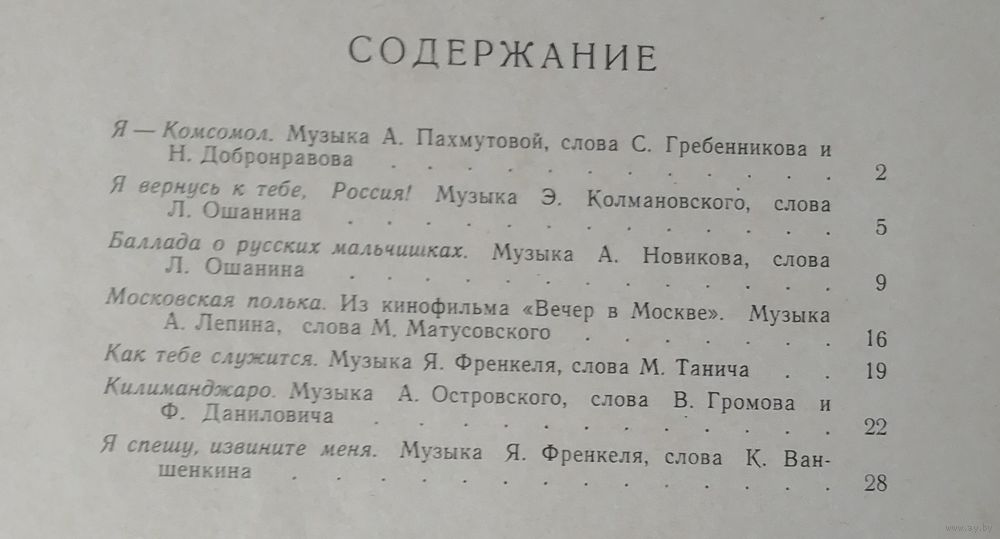 СОДЕРЖАНИЕ
Я — Комсомол. Музыка А. Пахмутовой, слова С. Гребенникова и
Н. Добронравова . . . . . . . . . . . 2
Я вернусь к тебе, Россия! Музыка Э. Колмановского, слова
Л. Ошанина . . . . . . . . . . . . . 5
Баллада о русских мальчишках. Музыка А. Новикова, слова
Л. Ошанина . . . . . . . . . . . . . 9
Московская полька. Из кинофильма «Вечер в Москве». Музыка
А. Лепина, слова М. Матусовского . . . . . . 16
Как тебе служится. Музыка Я. Френкеля, слова М. Танича . . 19
Килиманджаро. Музыка А. Островского, слова В. Громова и
Ф. Даниловича . . . . . . . . . . . . 22
Я спешу, извините меня. Музыка Я. Френкеля, слова К. Ван-
шенкина . . . . . . . . . . . . . . 28
www.ay.by